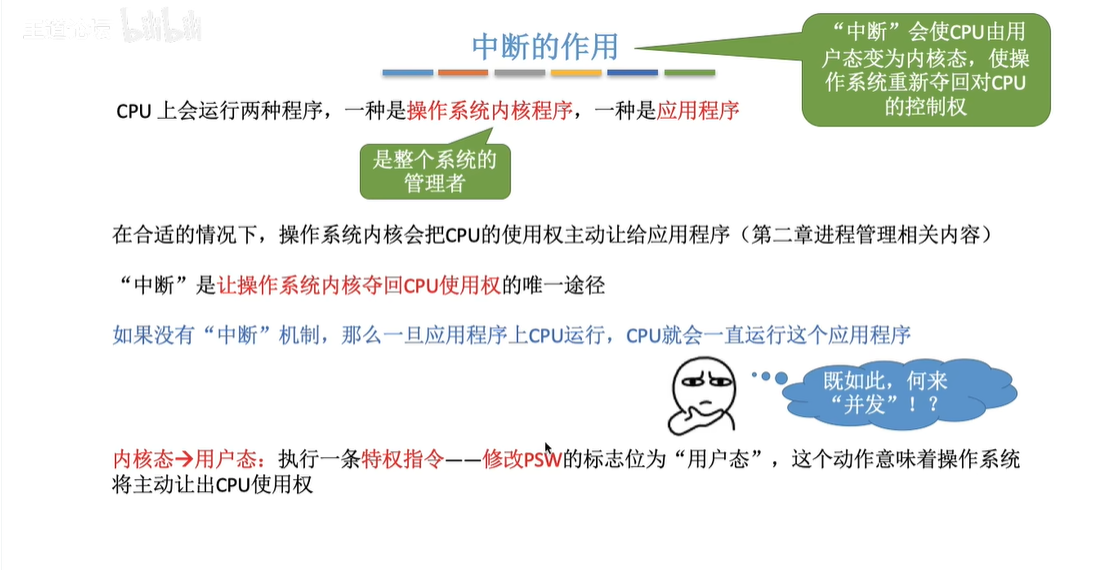 bilibili
中断的作用
“中断”会使CPU由用
户态变为内核态，使操
作系统重新夺回对CPU
的控制权
CPU 上会运行两种程序，一种是操作系统内核程序，一种是应用程序
是整个系统的
管理者
在合适的情况下，操作系统内核会把CPU的使用权主动让给应用程序（第二章进程管理相关内容）
“中断”是让操作系统内核夺回CPU使用权的唯一途径
如果没有“中断”机制，那么一旦应用程序上CPU运行，CPU就会一直运行这个应用程序
既如此，何来
“并发”！？
内核态→用户态：执行一条特权指令——修改PSW的标志位为“用户态”，这个动作意味着操作系统
将主动让出CPU使用权